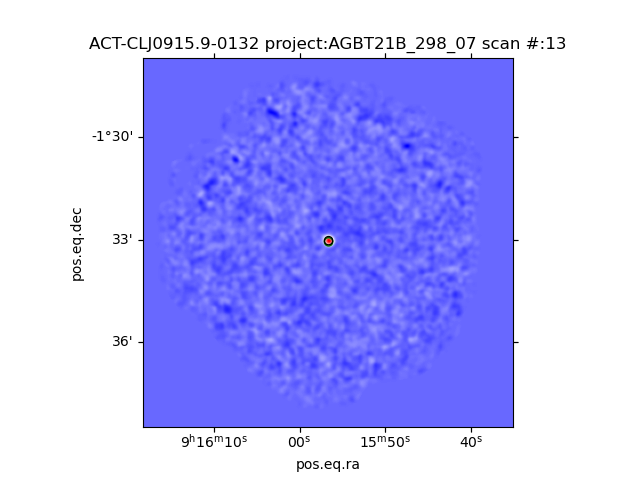 ACT-CLJ0915.9-0132 project:AGBT21B_298_07 scan #:13
-1°30'
33'
36'
pos.eq.dec
9ʰ16ᵐ10ˢ 00ˢ 15ᵐ50ˢ 40ˢ
pos.eq.ra